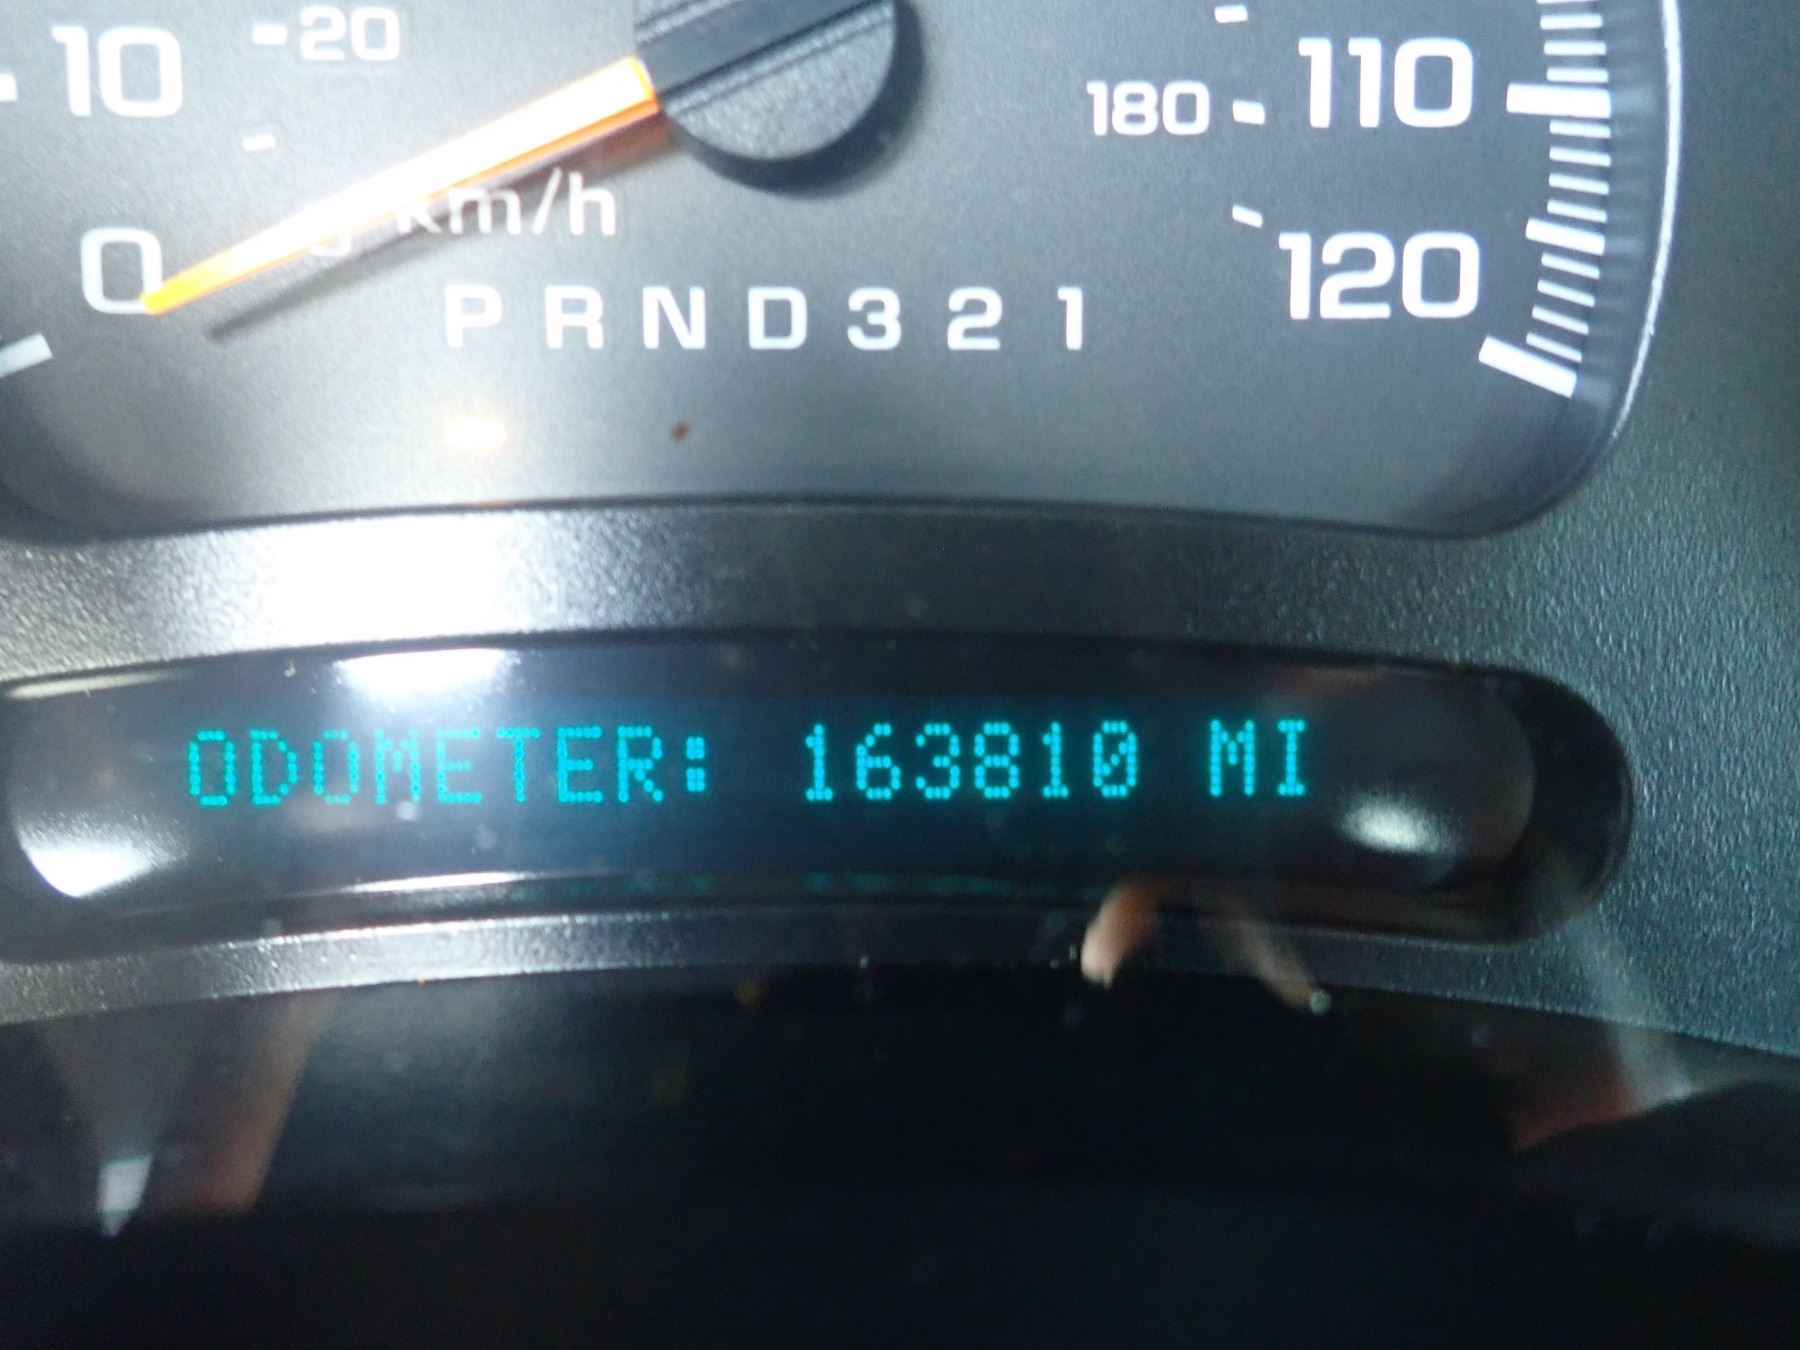 10 20 180 110
0 km/h 120
P R N D 3 2 1
ODOMETER: 163810 MI